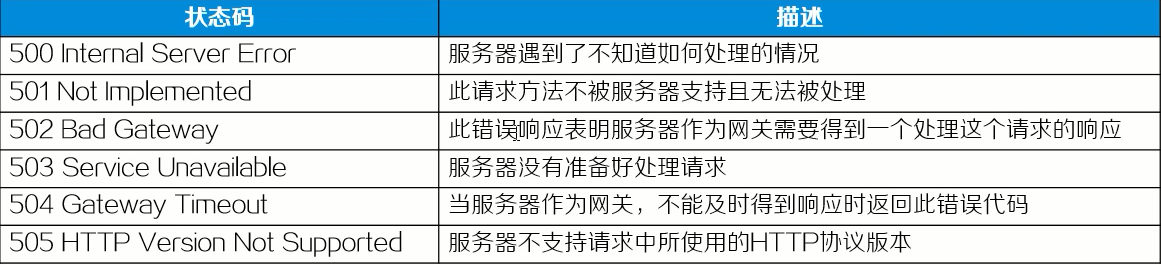 状态码 描述
500 Internal Server Error 服务器遇到了不知道如何处理的情况
501 Not Implemented 此请求方法不被服务器支持且无法被处理
502 Bad Gateway 此错误响应表明服务器作为网关需要得到一个处理这个请求的响应
503 Service Unavailable 服务器没有准备好处理请求
504 Gateway Timeout 当服务器作为网关，不能及时得到响应时返回此错误代码
505 HTTP Version Not Supported 服务器不支持请求中所使用的HTTP协议版本